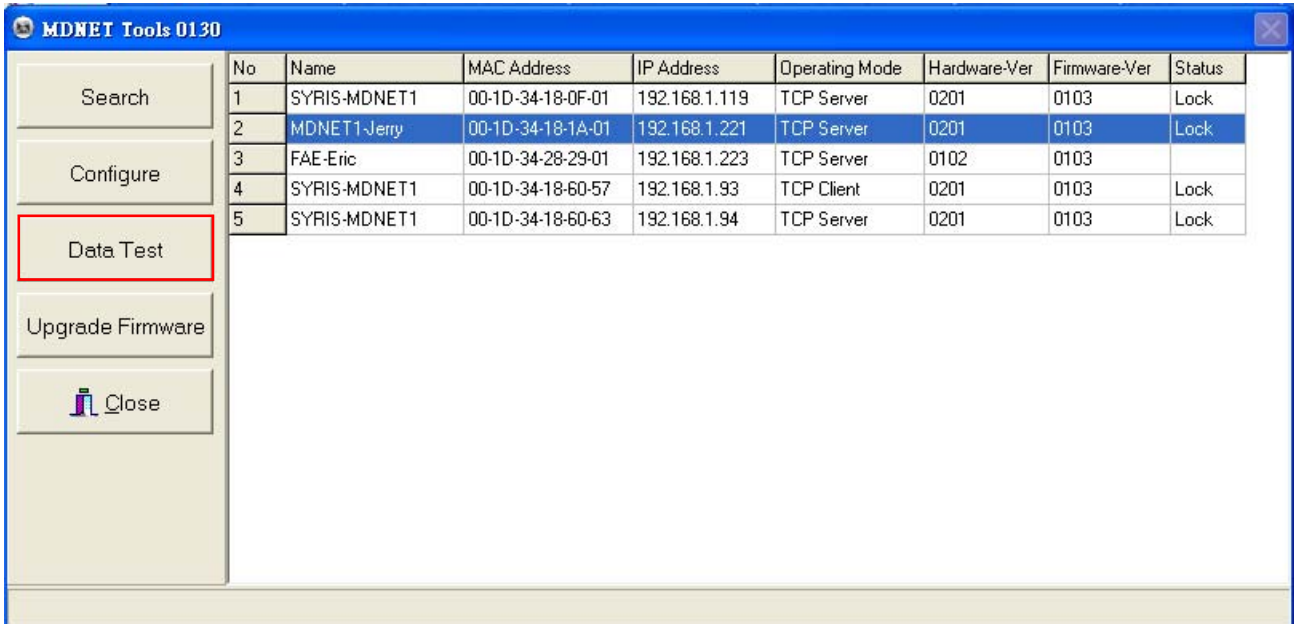 MDNET Tools 0130
Search
Configure
Data Test
Upgrade Firmware
Close
No Name MAC Address IP Address Operating Mode Hardware-Ver Firmware-Ver Status
1 SYRIS-MDNET1 00-1D-34-18-0F-01 192.168.1.119 TCP Server 0201 0103 Lock
2 MDNET1-Jerry 00-1D-34-18-1A-01 192.168.1.221 TCP Server 0201 0103 Lock
3 FAE-Eric 00-1D-34-28-29-01 192.168.1.223 TCP Server 0102 0103
4 SYRIS-MDNET1 00-1D-34-18-60-57 192.168.1.93 TCP Client 0201 0103 Lock
5 SYRIS-MDNET1 00-1D-34-18-60-63 192.168.1.94 TCP Server 0201 0103 Lock